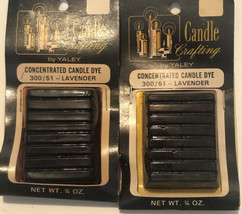 Candle
Crafting
by YALEY
CONCENTRATED CANDLE DYE
300/51 - LAVENDER
NET WT. ¾ OZ.
Candle
Crafting
by YALEY
CONCENTRATED CANDLE DYE
300/51 - LAVENDER
NET WT. ¾ OZ.